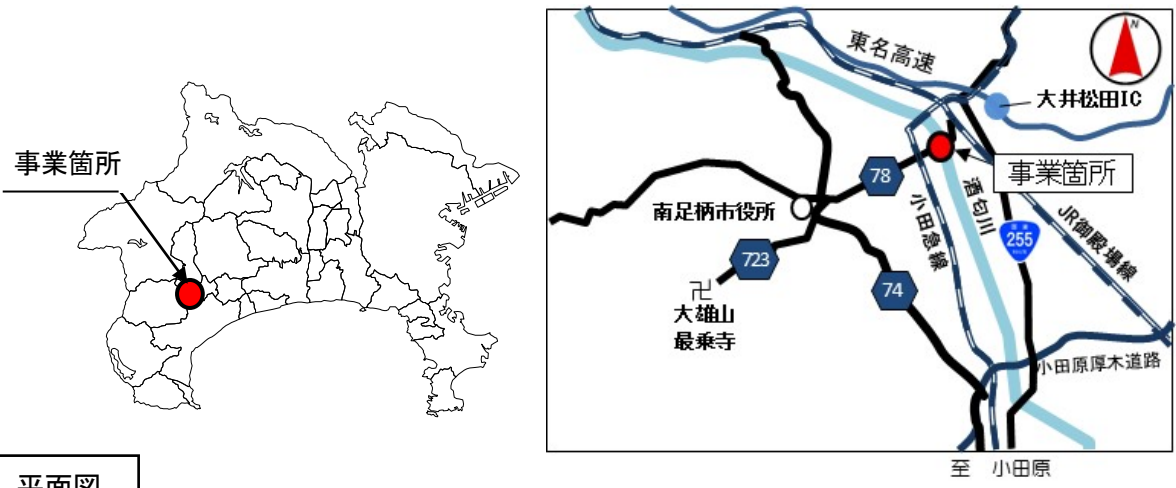 事業箇所
N
東名高速
大井松田IC
事業箇所
78
酒匂川
小田急線
南足柄市役所
255
JR御殿場線
723
74
卍
大雄山
最乗寺
小田原厚木道路
至 小田原
平面図